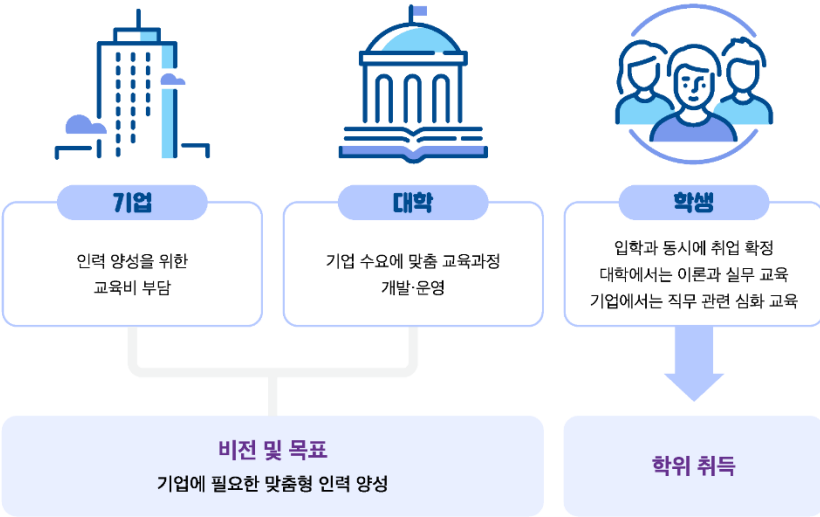 기업
인력 양성을 위한
교육비 부담
대학
기업 수요에 맞춤 교육과정
개발·운영
학생
입학과 동시에 취업 확정
대학에서는 이론과 실무 교육
기업에서는 직무 관련 심화 교육
비전 및 목표
기업에 필요한 맞춤형 인력 양성
학위 취득